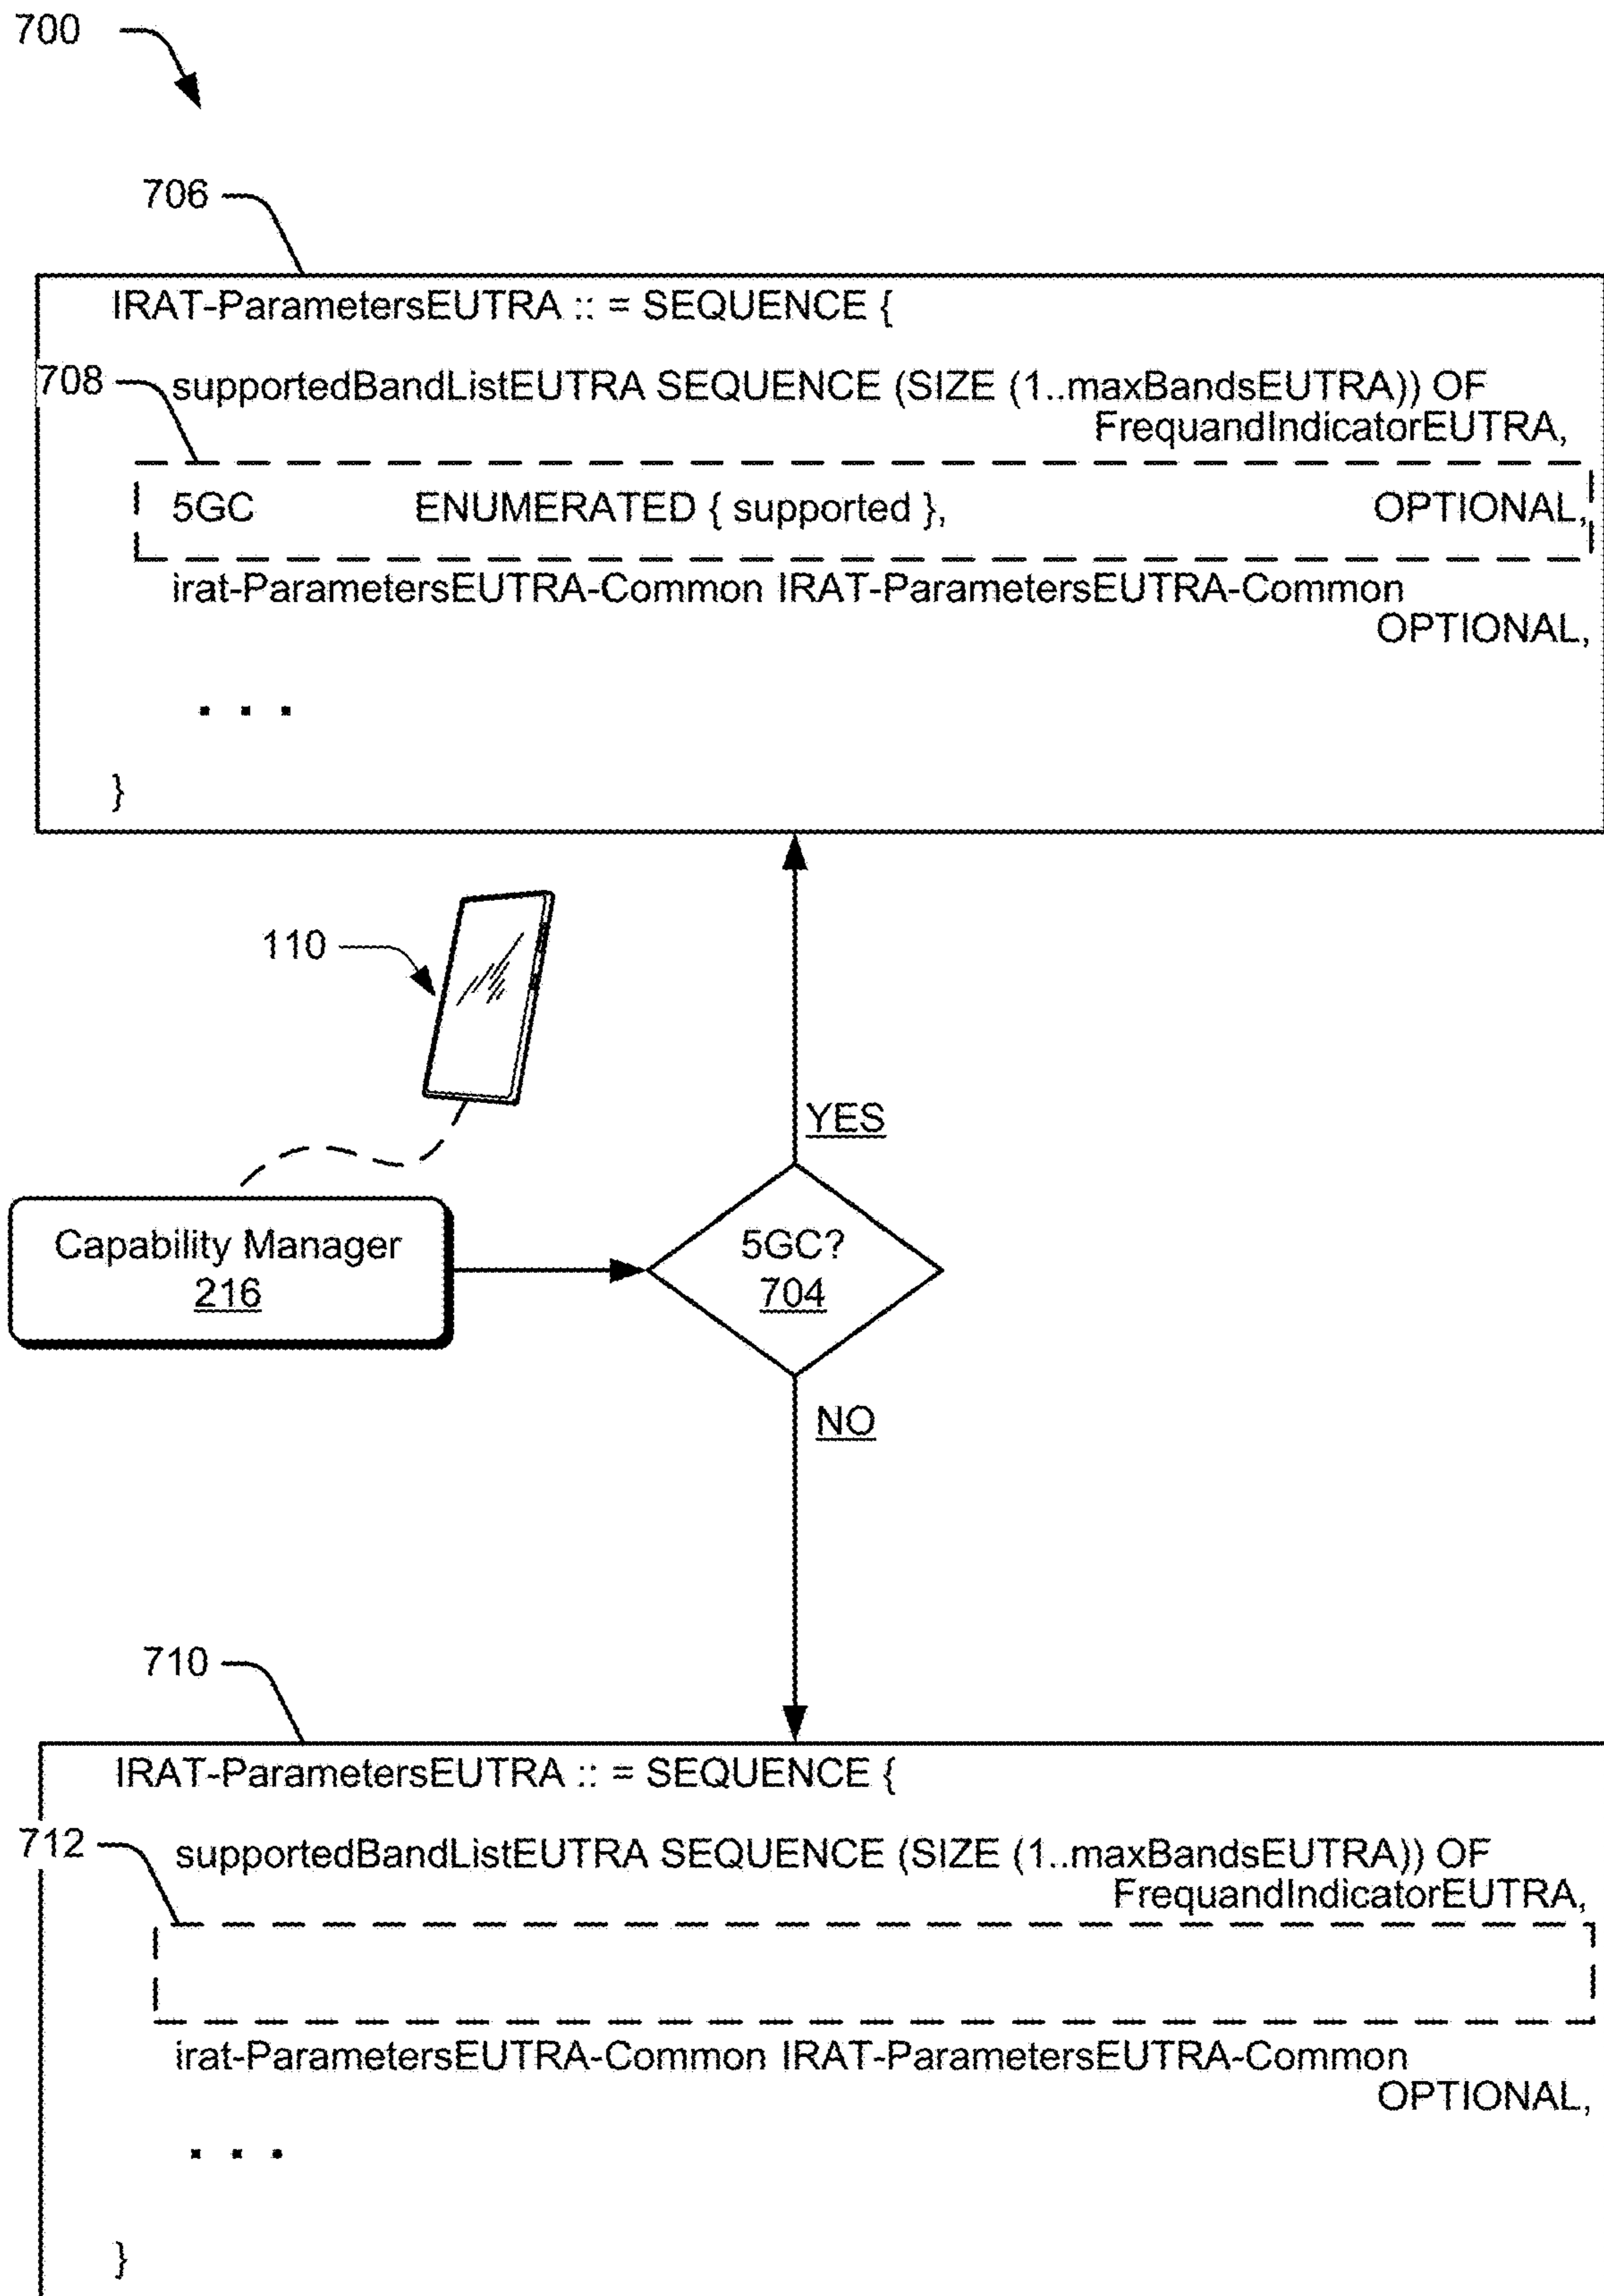 700
706
IRAT-ParametersEUTRA :: = SEQUENCE {
708
supportedBandListEUTRA SEQUENCE (SIZE (1..maxBandsEUTRA)) OF
FrequandIndicatorEUTRA,
5GC ENUMERATED { supported }, OPTIONAL,
irat-ParametersEUTRA-Common IRAT-ParametersEUTRA-Common
OPTIONAL,
. . .
}
110
YES
Capability Manager
216
5GC?
704
NO
710
IRAT-ParametersEUTRA :: = SEQUENCE {
712
supportedBandListEUTRA SEQUENCE (SIZE (1..maxBandsEUTRA)) OF
FrequandIndicatorEUTRA,
irat-ParametersEUTRA-Common IRAT-ParametersEUTRA-Common
OPTIONAL,
. . .
}